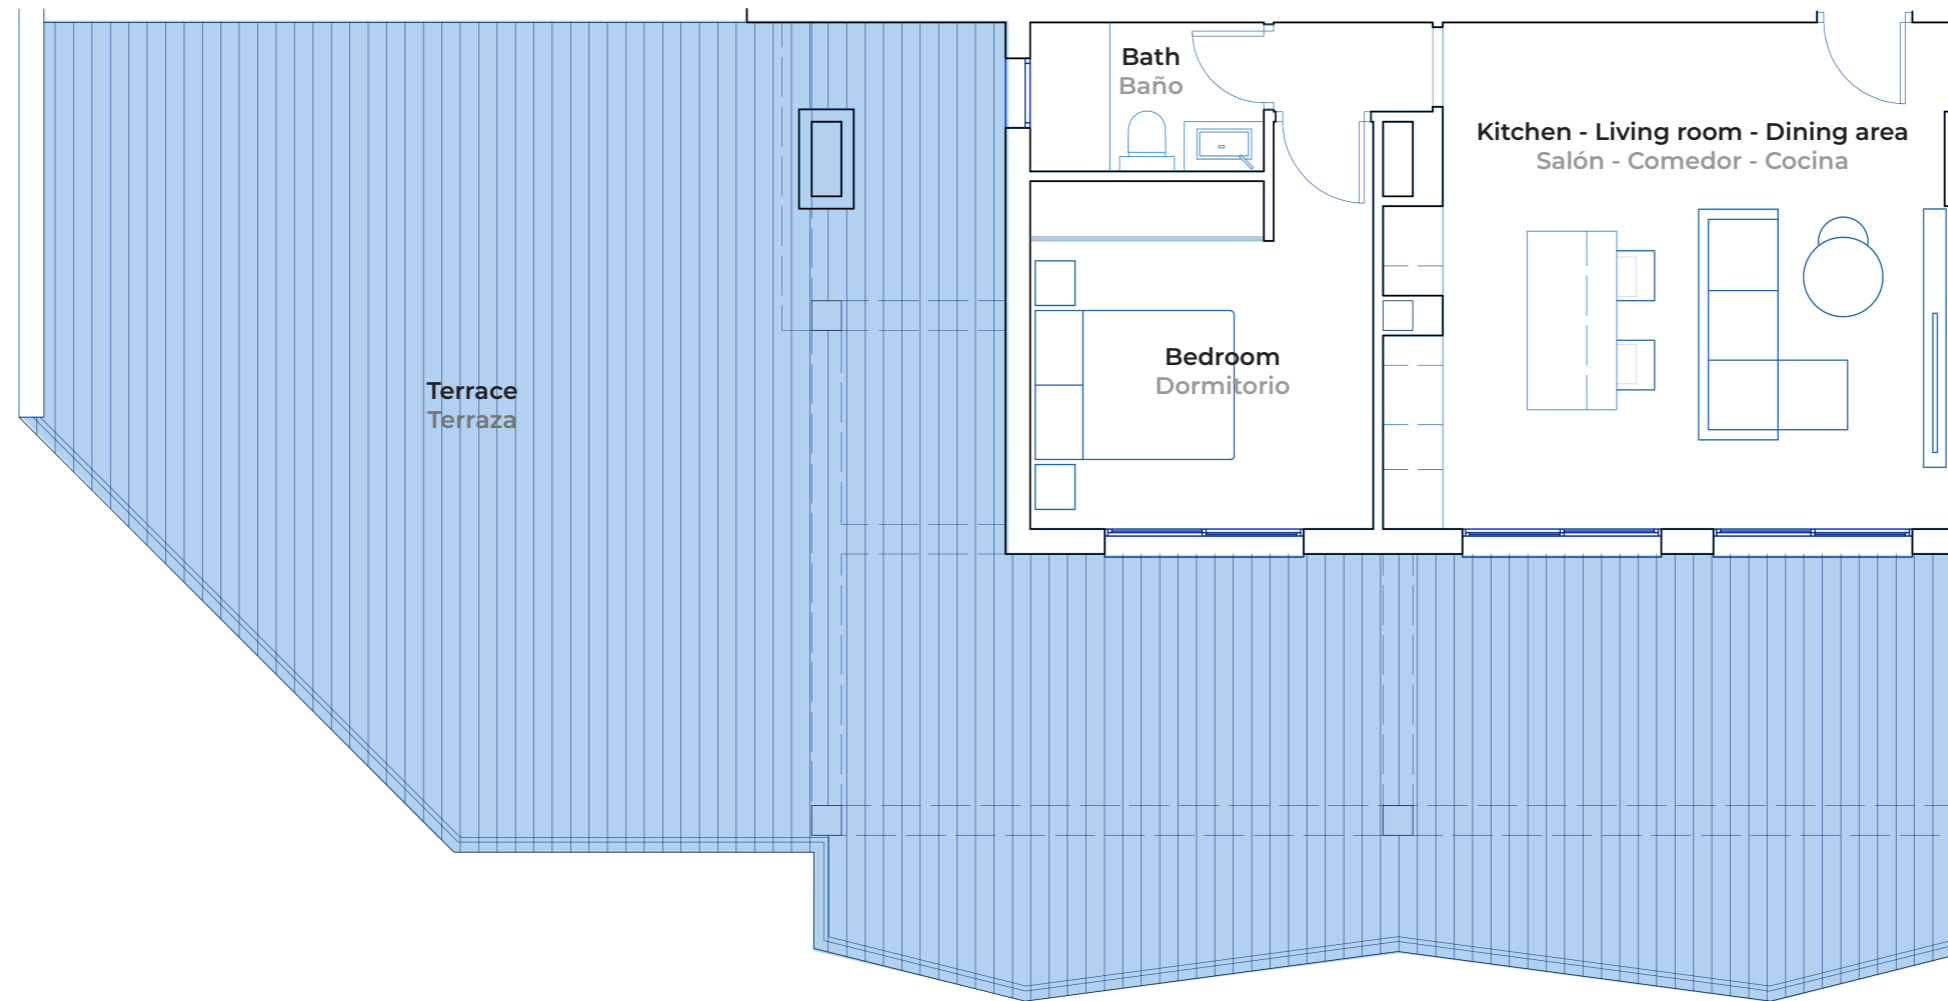 Bath
Baño
Kitchen - Living room - Dining area
Salón - Comedor - Cocina
Bedroom
Dormitorio
Terrace
Terraza